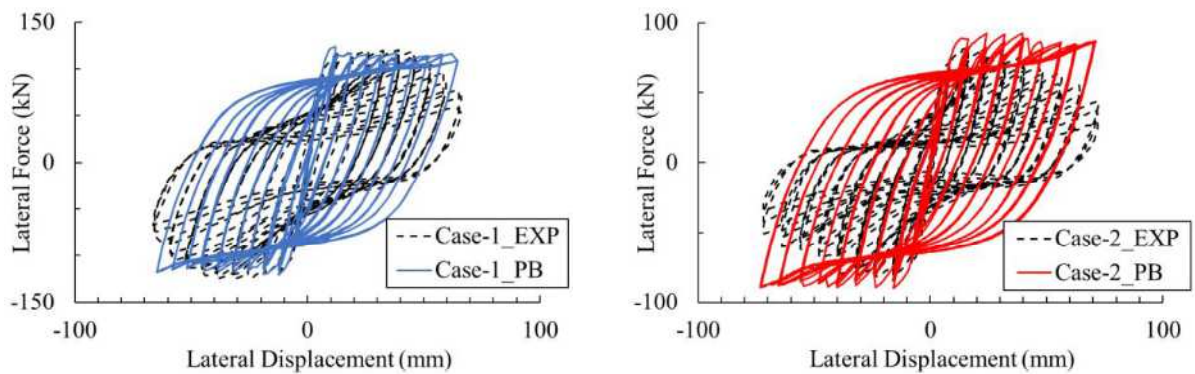 150
0
-150
Lateral Force (kN)
-100
0
100
Lateral Displacement (mm)
Case-1_EXP
Case-1_PB
100
0
-100
Lateral Force (kN)
-100
0
100
Lateral Displacement (mm)
Case-2_EXP
Case-2_PB